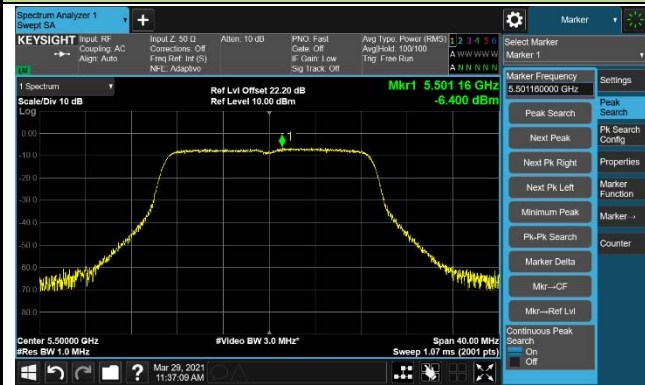 Spectrum Analyzer 1
Swept SA
Marker
KEYSIGHT
Input: RF
Coupling: AC
Align: Auto
Input Z: 50 Ω
Corrections: Off
Freq Ref: Int (S)
NFE: Adaptive
Atten: 10 dB
PNO: Fast
Gate: Off
IF Gain: Low
Sig Track: Off
Avg Type: Power (RMS)
Avg|Hold: 100/100
Trig: Free Run
1 2 3 4 5 6
A W W W W W
A N N N N N
LXI
Select Marker
Marker 1
1 Spectrum
Scale/Div 10 dB
Log
Ref Lvl Offset 22.20 dB
Ref Level 10.00 dBm
Mkr1 5.501 16 GHz
-6.400 dBm
Marker Frequency
5.501160000 GHz
Settings
Peak Search
Peak
Search
Next Peak
Pk Search
Config
Next Pk Right
Properties
Next Pk Left
Marker
Function
Minimum Peak
Marker→
Pk-Pk Search
Counter
Marker Delta
Mkr→CF
Mkr→Ref Lvl
Continuous Peak
Search
On
Off
1
0.00
-10.0
-20.0
-30.0
-40.0
-50.0
-60.0
-70.0
-80.0
Center 5.50000 GHz
#Res BW 1.0 MHz
#Video BW 3.0 MHz*
Span 40.00 MHz
Sweep 1.07 ms (2001 pts)
Mar 29, 2021
11:37:09 AM